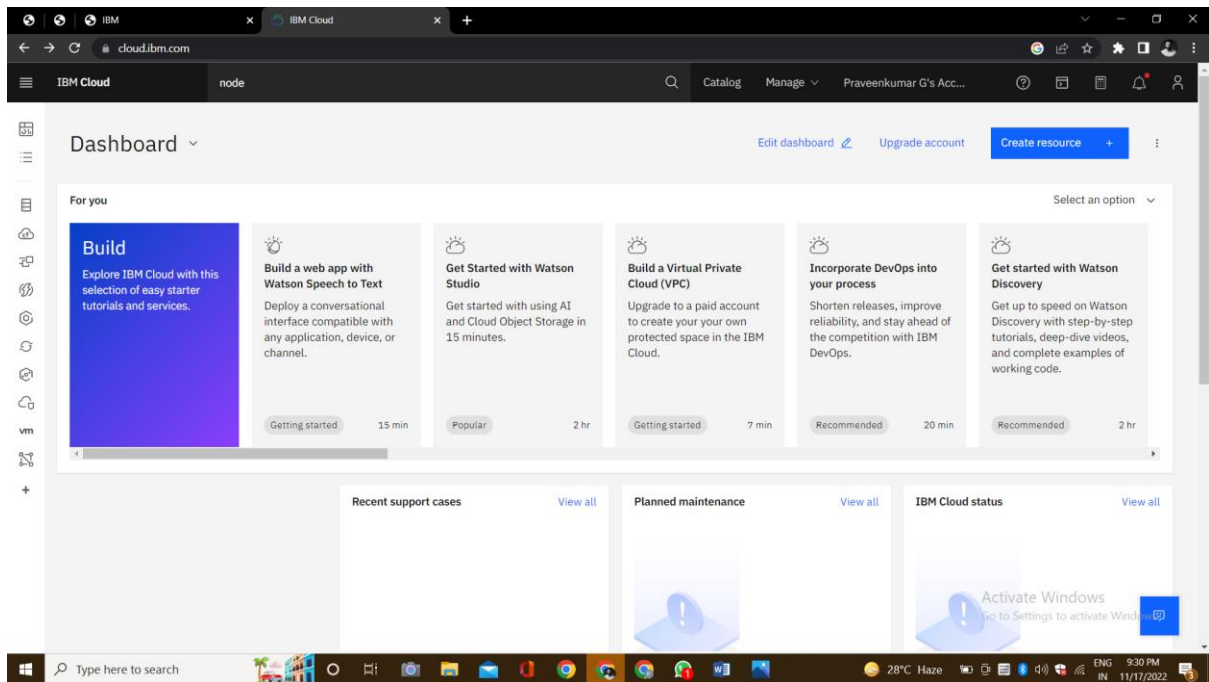 IBM
IBM Cloud
cloud.ibm.com
IBM Cloud
node
Catalog
Manage
Praveenkumar G's Acc...
Dashboard
Edit dashboard
Upgrade account
Create resource +
For you
Select an option
Build
Explore IBM Cloud with this
selection of easy starter
tutorials and services.
Build a web app with
Watson Speech to Text
Deploy a conversational
interface compatible with
any application, device, or
channel.
Getting started
15 min
Get Started with Watson
Studio
Get started with using AI
and Cloud Object Storage in
15 minutes.
Popular
2 hr
Build a Virtual Private
Cloud (VPC)
Upgrade to a paid account
to create your your own
protected space in the IBM
Cloud.
Getting started
7 min
Incorporate DevOps into
your process
Shorten releases, improve
reliability, and stay ahead of
the competition with IBM
DevOps.
Recommended
20 min
Get started with Watson
Discovery
Get up to speed on Watson
Discovery with step-by-step
tutorials, deep-dive videos,
and complete examples of
working code.
Recommended
2 hr
vm
Recent support cases
View all
Planned maintenance
View all
IBM Cloud status
View all
Activate Windows
Go to Settings to activate Windows
Type here to search
28°C Haze
ENG
IN
9:30 PM
11/17/2022